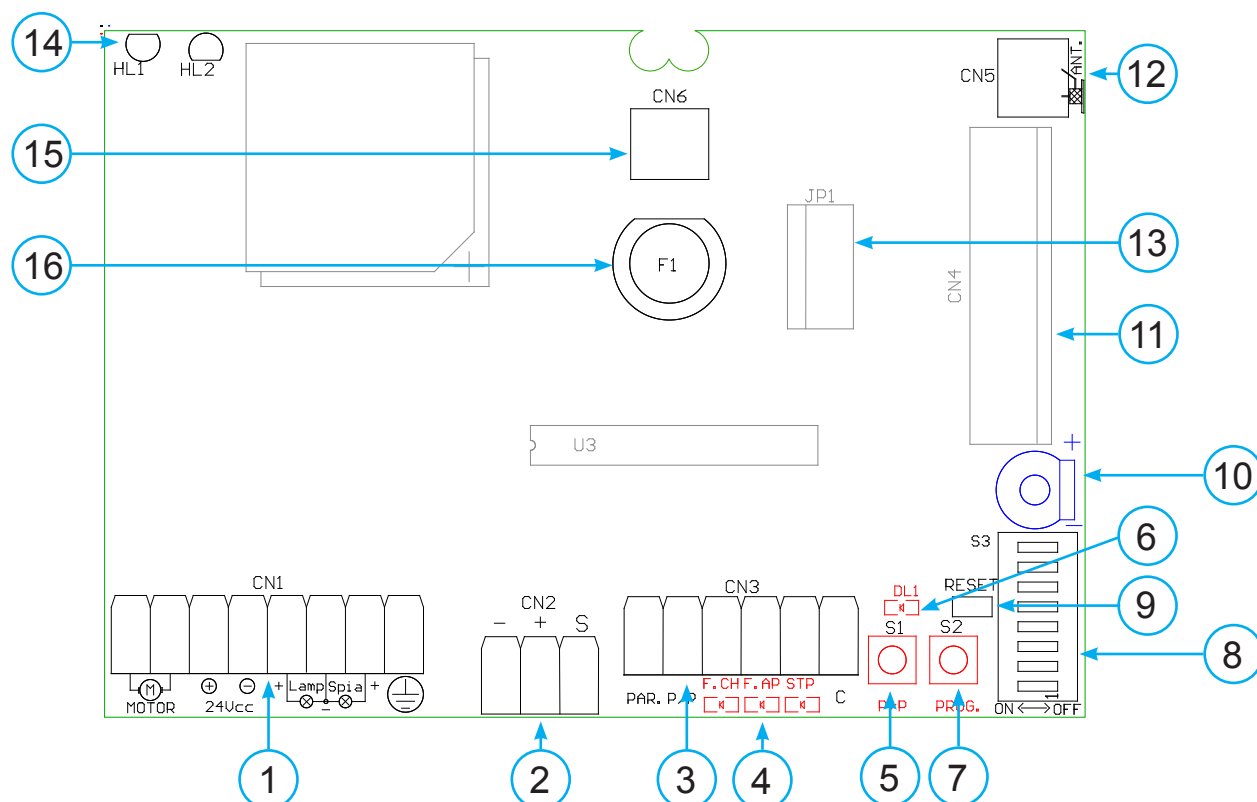 14
HL1
HL2
CN6
CN5
ANT.
12
15
JP1
13
16
F1
CN4
11
U3
+
10
−
6
S3
CN1
CN2
CN3
DL1
RESET
9
− + S
S1
S2
8
M
MOTOR
+ −
24Vcc
+ Lamp Spia +
−
PAR. P/P F.CH F.AP STP C
P/P
PROG.
1
ON OFF
1
2
3
4
5
7